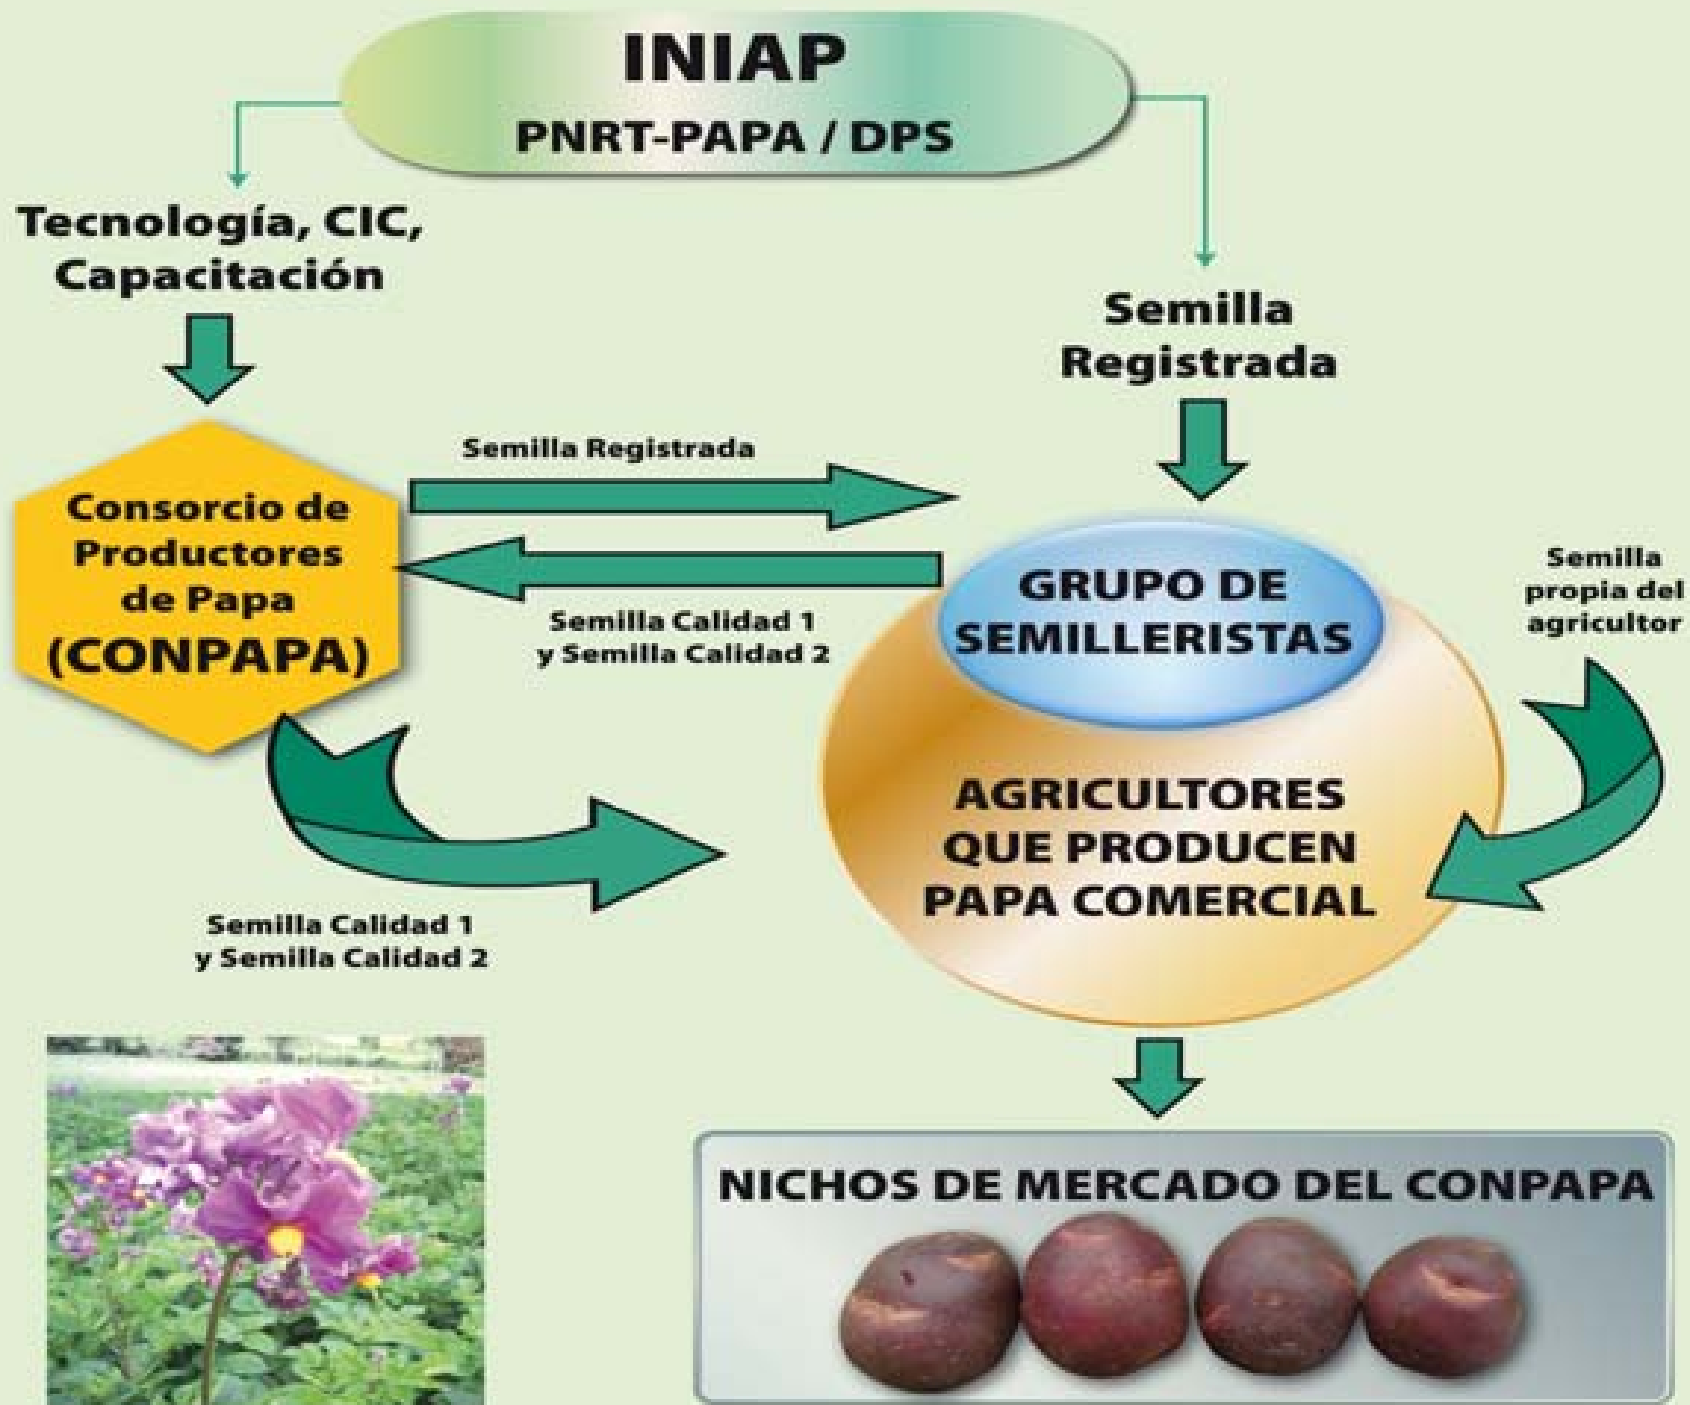 INIAP
PNRT-PAPA / DPS
Tecnología, CIC,
Capacitación
Semilla
Registrada
Semilla Registrada
Consorcio de
Productores
de Papa
(CONPAPA)
Semilla Calidad 1
y Semilla Calidad 2
GRUPO DE
SEMILLERISTAS
Semilla
propia del
agricultor
AGRICULTORES
QUE PRODUCEN
PAPA COMERCIAL
Semilla Calidad 1
y Semilla Calidad 2
NICHOS DE MERCADO DEL CONPAPA